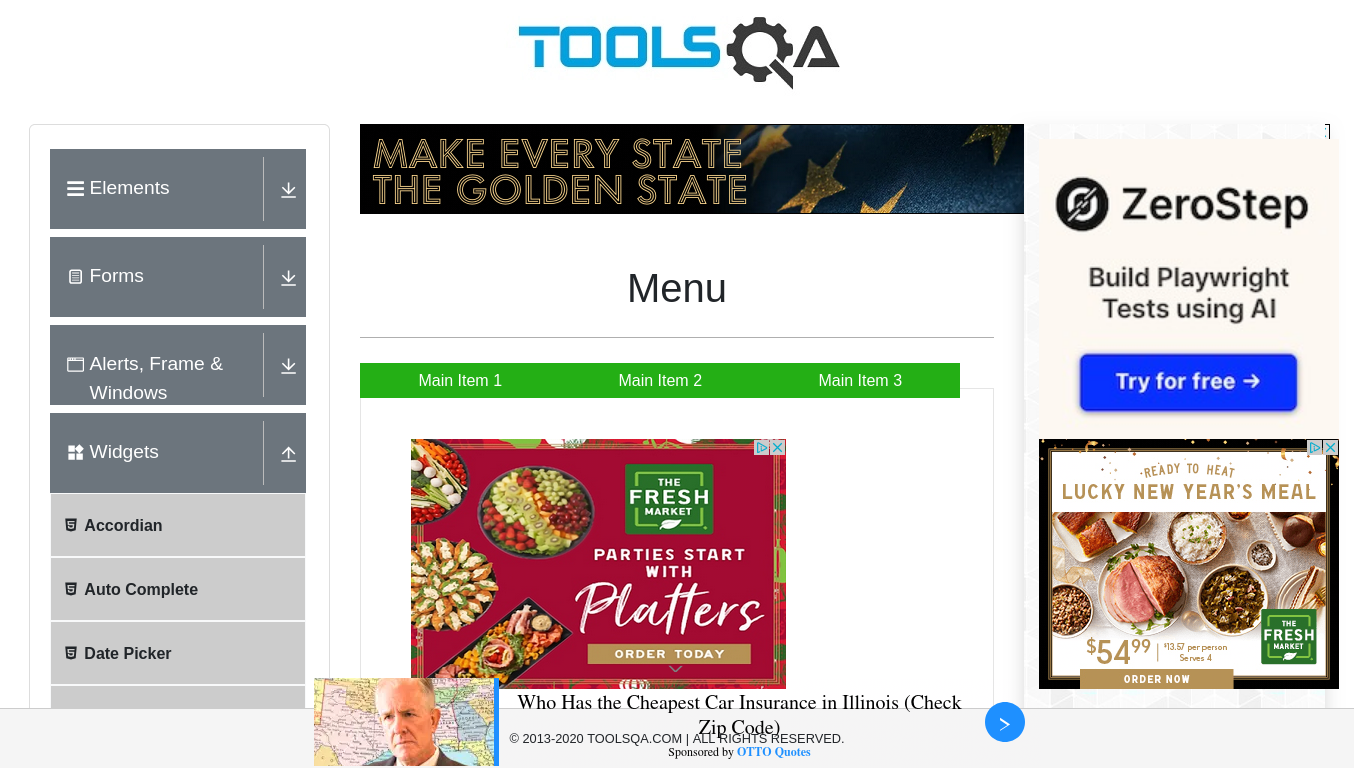 TOOLSQA
Elements
Forms
Alerts, Frame &
Windows
Widgets
Accordian
Auto Complete
Date Picker
MAKE EVERY STATE
THE GOLDEN STATE
Menu
Main Item 1
Main Item 2
Main Item 3
THE
FRESH
MARKET
PARTIES START
WITH
Platters
ORDER TODAY
ZeroStep
Build Playwright
Tests using AI
Try for free →
READY TO HEAT
LUCKY NEW YEAR'S MEAL
$54.99
$13.57 per person
Serves 4
THE
FRESH
MARKET
ORDER NOW
Who Has the Cheapest Car Insurance in Illinois (Check
Zip Code)
© 2013-2020 TOOLSQA.COM | ALL RIGHTS RESERVED.
Sponsored by OTTO Quotes